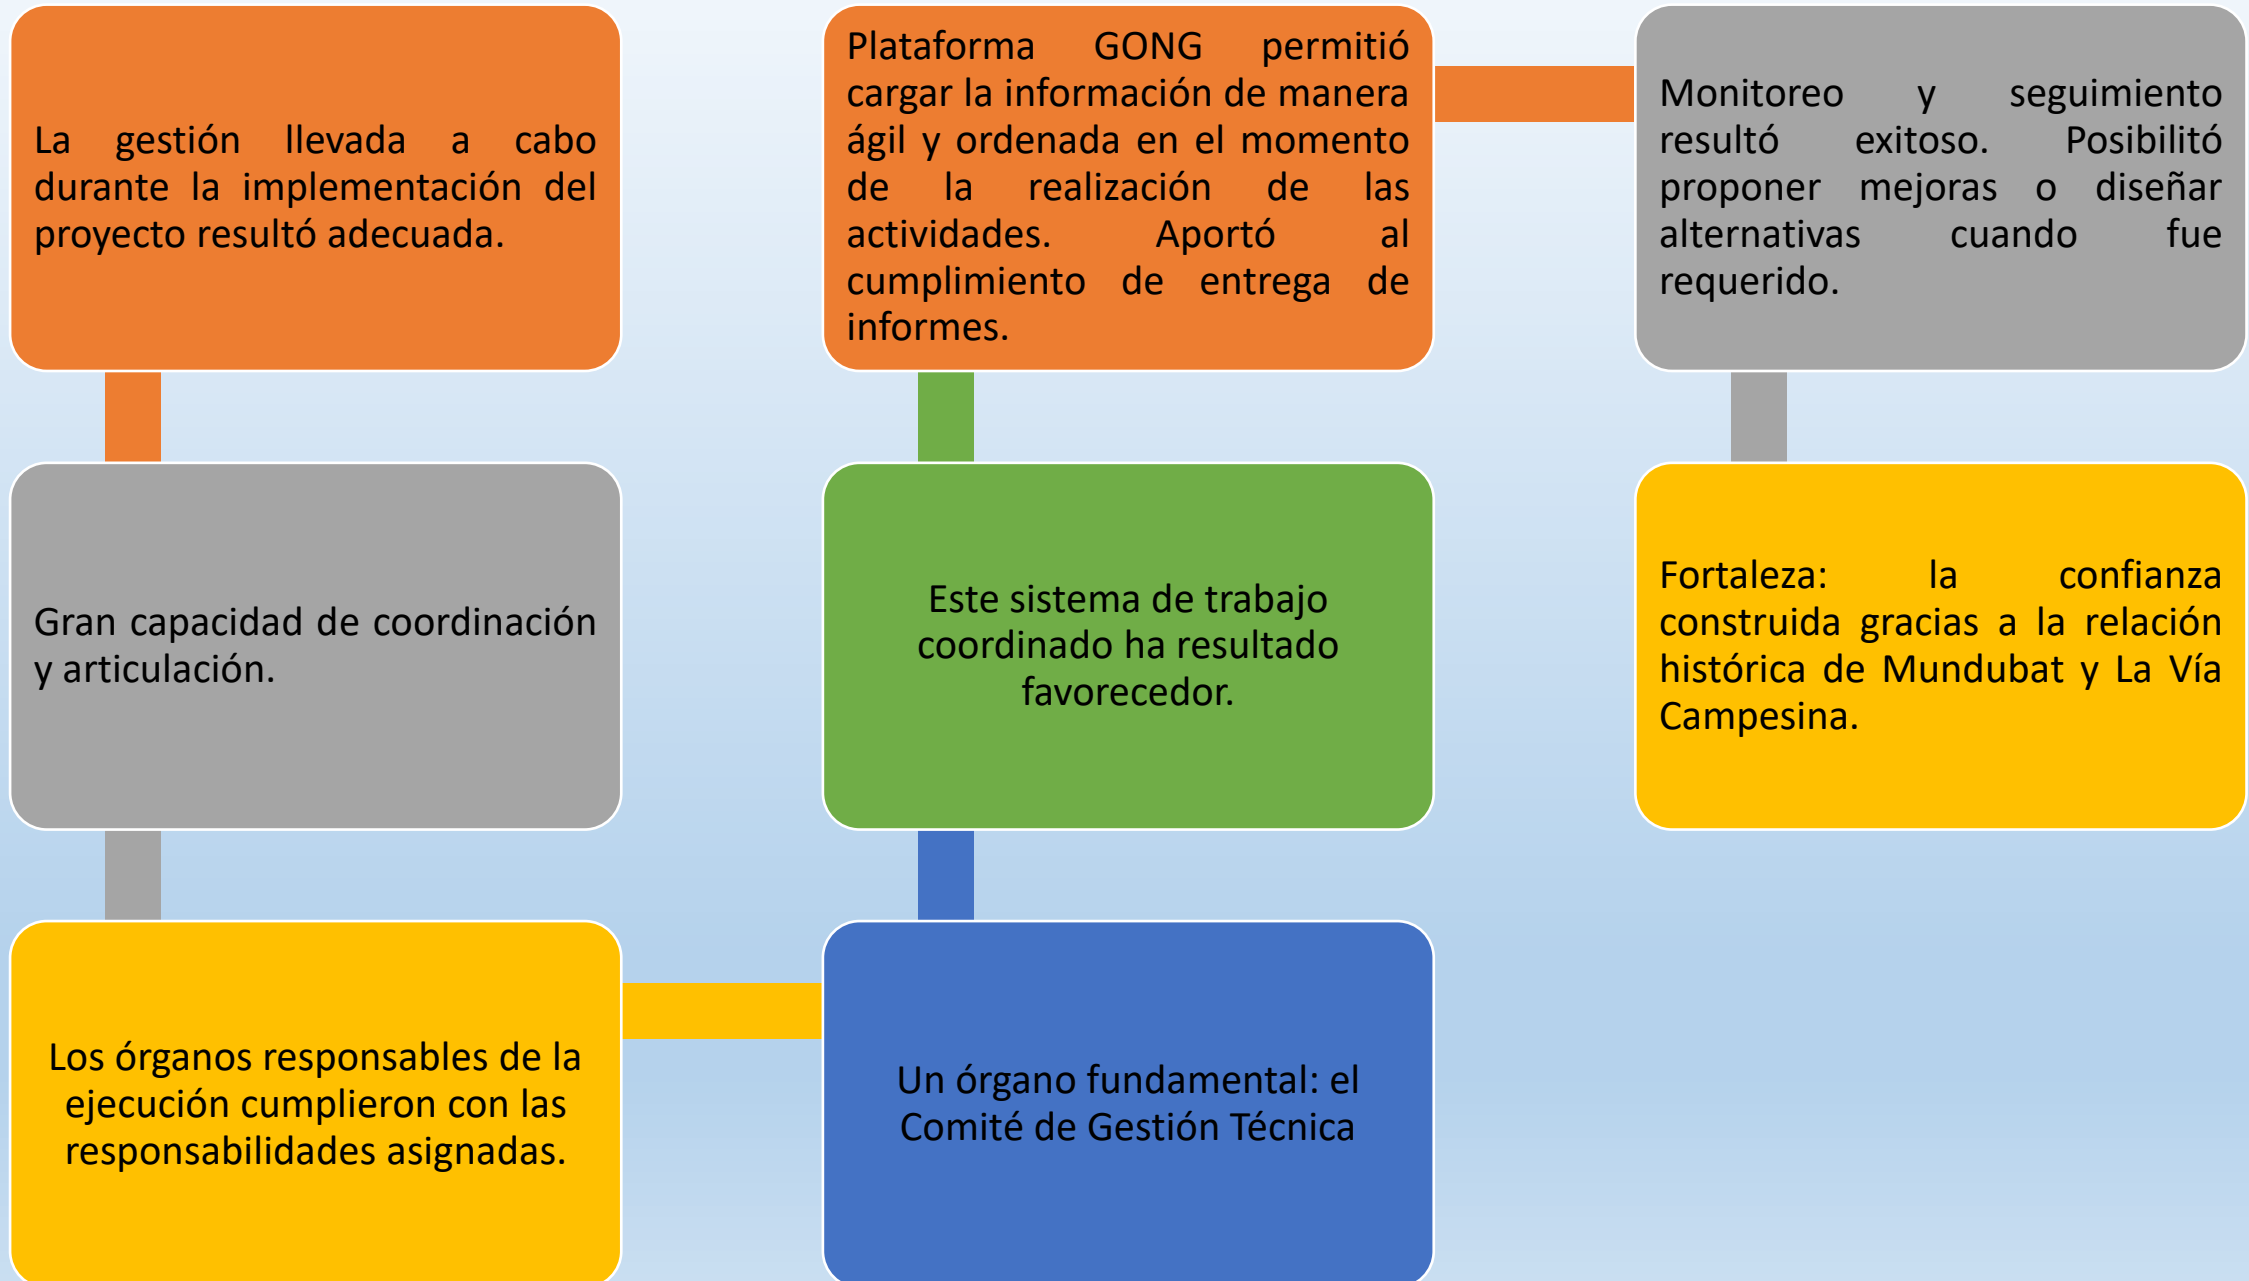 La gestión llevada a cabo
durante la implementación del
proyecto resultó adecuada.
Gran capacidad de coordinación
y articulación.
Los órganos responsables de la
ejecución cumplieron con las
responsabilidades asignadas.
Un órgano fundamental: el
Comité de Gestión Técnica
Este sistema de trabajo
coordinado ha resultado
favorecedor.
Plataforma GONG permitió
cargar la información de manera
ágil y ordenada en el momento
de la realización de las
actividades. Aportó al
cumplimiento de entrega de
informes.
Monitoreo y seguimiento
resultó exitoso. Posibilitó
proponer mejoras o diseñar
alternativas cuando fue
requerido.
Fortaleza: la confianza
construida gracias a la relación
histórica de Mundubat y La Vía
Campesina.